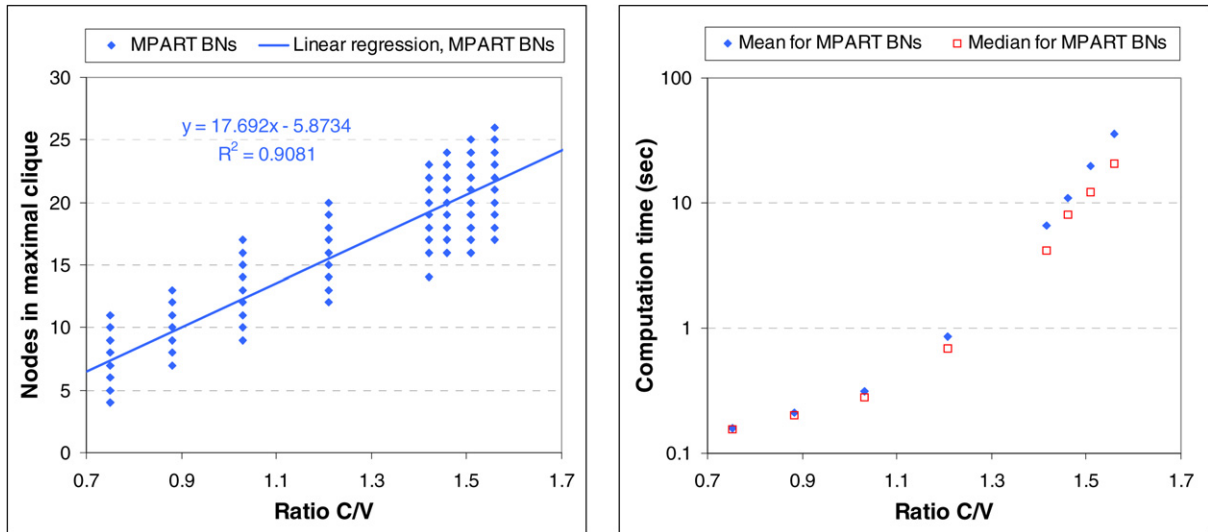 MPART BNs
Linear regression, MPART BNs
30
25
20
15
10
5
0
Nodes in maximal clique
y = 17.692x - 5.8734
R² = 0.9081
0.7 0.9 1.1 1.3 1.5 1.7
Ratio C/V
Mean for MPART BNs
Median for MPART BNs
100
10
1
0.1
Computation time (sec)
0.7 0.9 1.1 1.3 1.5 1.7
Ratio C/V